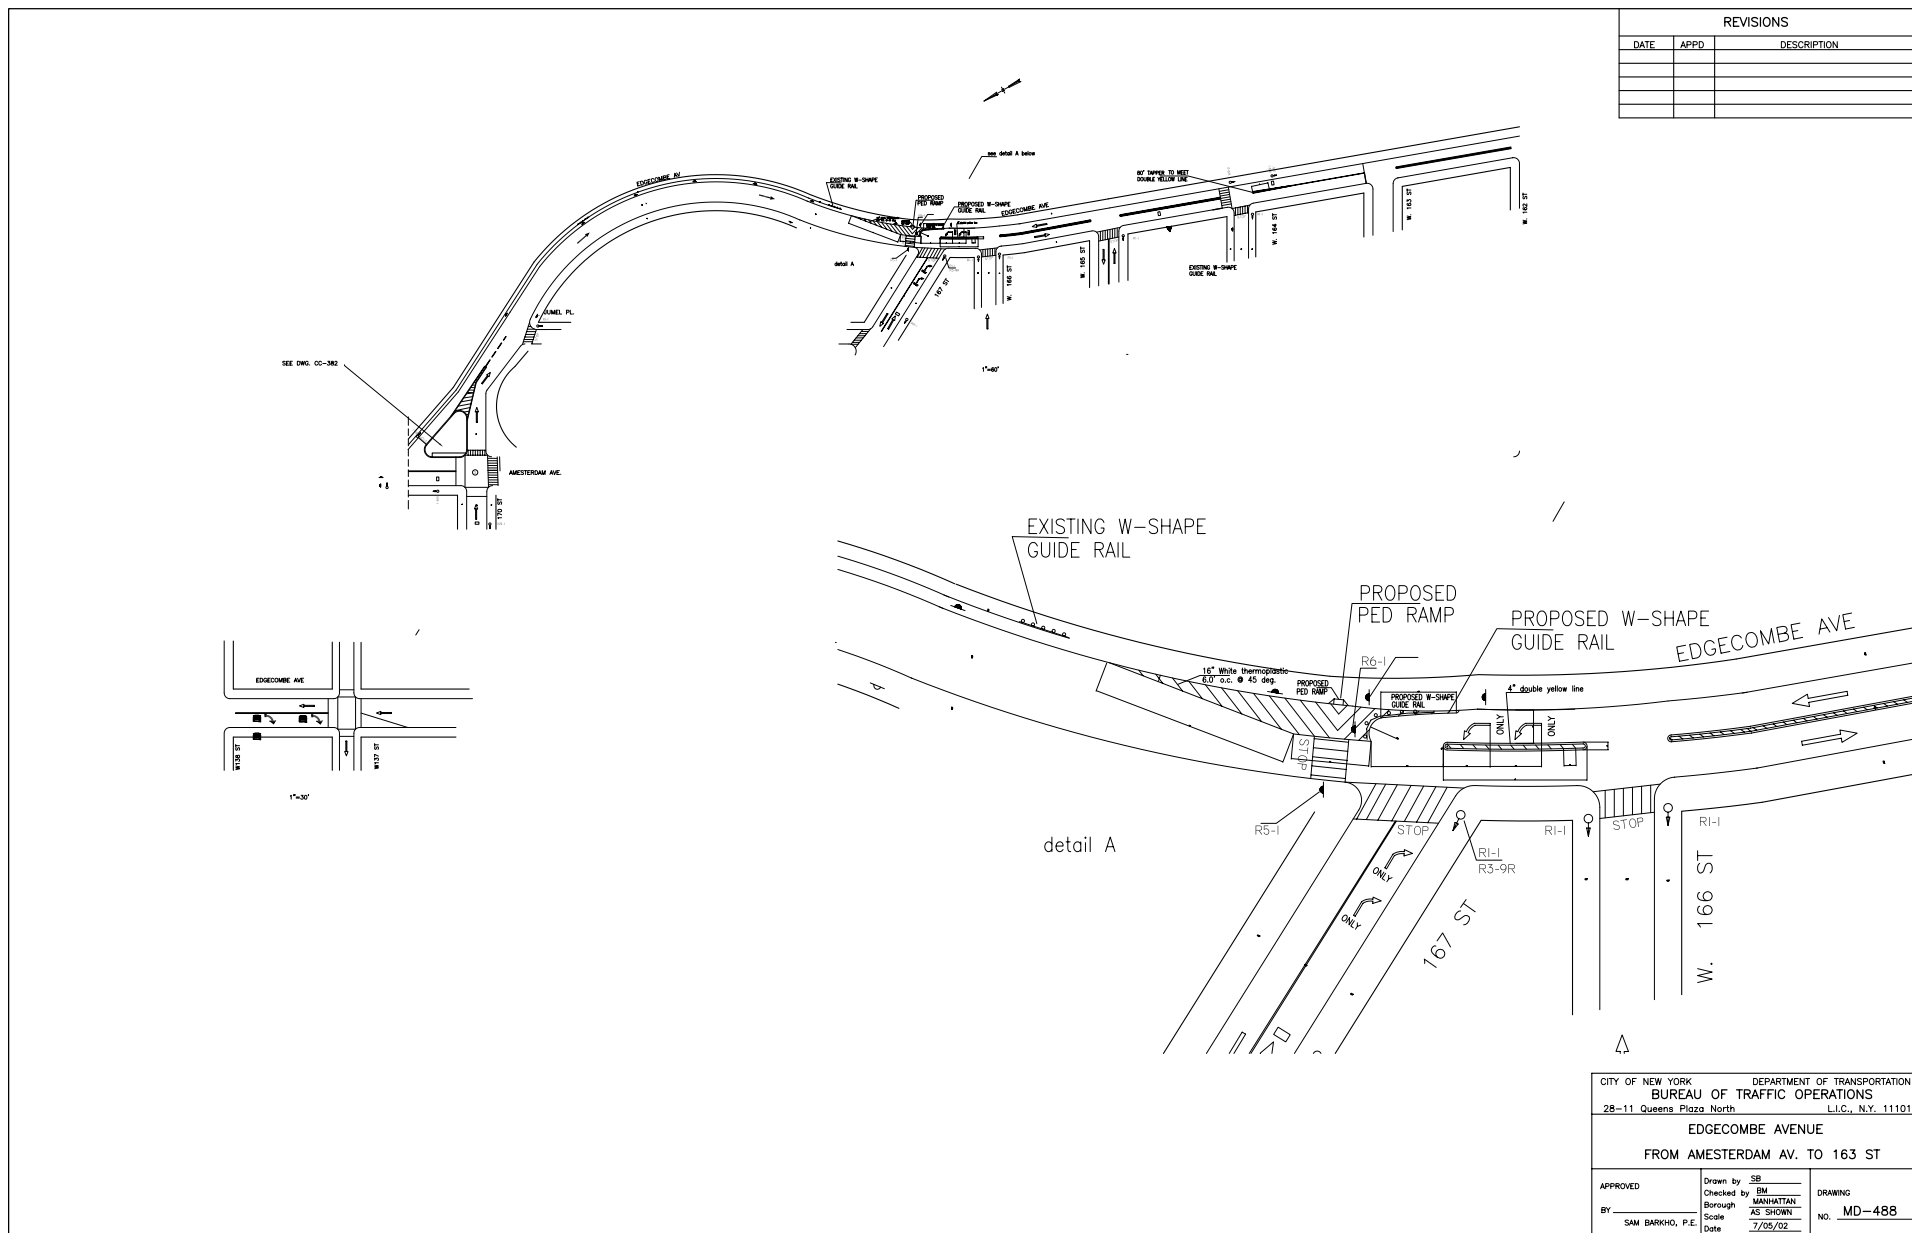 REVISIONS
DATE APPD DESCRIPTION
see detail A below
EDGECOMBE AV
EXISTING W-SHAPE
GUIDE RAIL
80' TAPPER TO MEET
DOUBLE YELLOW LINE
PROPOSED
PED RAMP
PROPOSED W-SHAPE
GUIDE RAIL
EDGECOMBE AVE
W. 162 ST
W. 163 ST
W. 164 ST
W. 165 ST
W. 166 ST
167 ST
detail A
EXISTING W-SHAPE
GUIDE RAIL
JUMEL PL.
SEE DWG. CC-382
1"=60'
AMESTERDAM AVE.
170 ST
EXISTING W-SHAPE
GUIDE RAIL
PROPOSED
PED RAMP
PROPOSED W-SHAPE
GUIDE RAIL
EDGECOMBE AVE
R6-1
16" White thermoplastic
6.0' o.c. @ 45 deg.
PROPOSED
PED RAMP
PROPOSED W-SHAPE
GUIDE RAIL
4" double yellow line
ONLY
ONLY
STOP
EDGECOMBE AVE
W138 ST
W137 ST
1"=30'
R5-1
STOP
R1-1
STOP
R1-1
detail A
R1-1
R3-9R
ONLY
ONLY
167 ST
W. 166 ST
CITY OF NEW YORK DEPARTMENT OF TRANSPORTATION
BUREAU OF TRAFFIC OPERATIONS
28-11 Queens Plaza North L.I.C., N.Y. 11101
EDGECOMBE AVENUE
FROM AMESTERDAM AV. TO 163 ST
APPROVED
BY
SAM BARKHO, P.E.
Drawn by SB
Checked by BM
Borough MANHATTAN
Scale AS SHOWN
Date 7/05/02
DRAWING
NO. MD-488